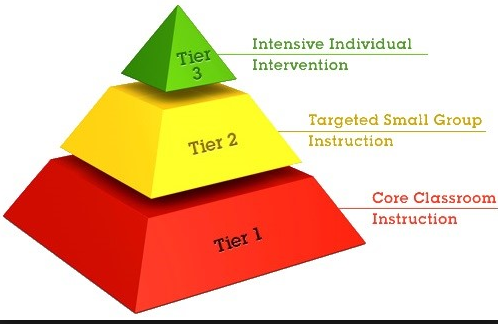 Tier
3
Intensive Individual
Intervention
Tier 2
Targeted Small Group
Instruction
Tier 1
Core Classroom
Instruction